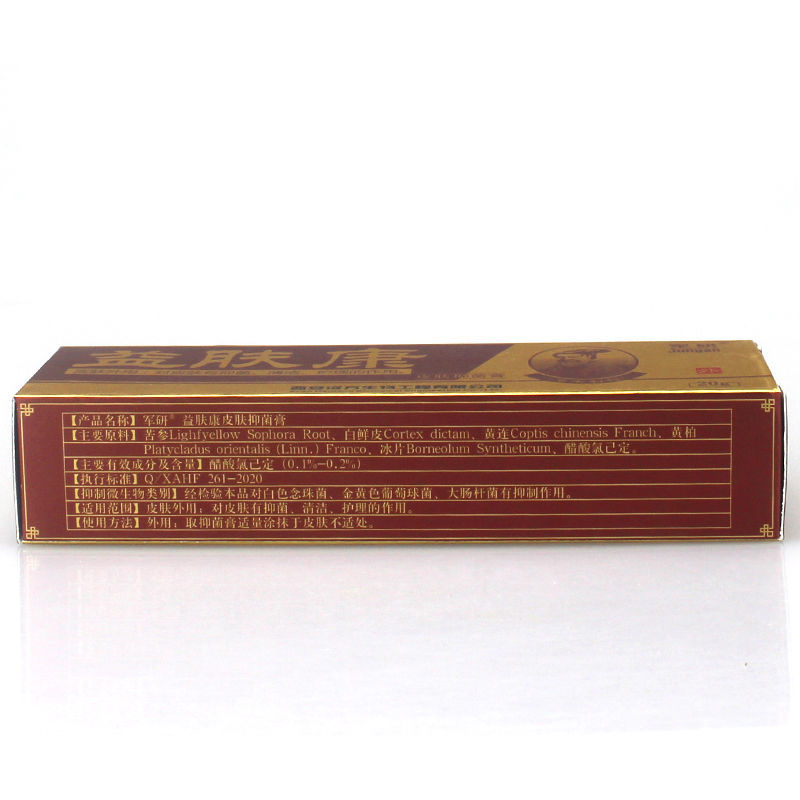 益肤康
皮肤抑菌膏
军研
Junyan
(20g)
【产品名称】军研® 益肤康皮肤抑菌膏
【主要原料】苦参Lighfyellow Sophora Root、白鲜皮Cortex dictam、黄连Coptis chinensis Franch、黄柏
Platycladus orientalis (Linn.) Franco、冰片Borneolum Syntheticum、醋酸氯己定。
【主要有效成分及含量】醋酸氯已定 (0.1%-0.2%)
【执行标准】Q/XAHF 261-2020
【抑制微生物类别】经检验本品对白色念珠菌、金黄色葡萄球菌、大肠杆菌有抑制作用。
【适用范围】皮肤外用：对皮肤有抑菌、清洁、护理的作用。
【使用方法】外用：取抑菌膏适量涂抹于皮肤不适处。